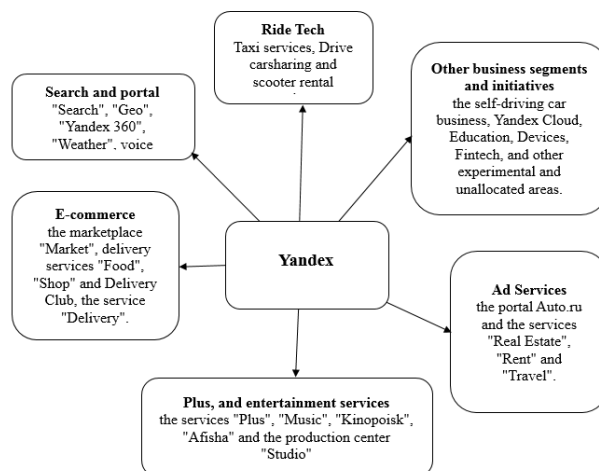 Ride Tech
Taxi services, Drive
carsharing and
scooter rental
Search and portal
"Search", "Geo",
"Yandex 360",
"Weather", voice
Other business segments
and initiatives
the self-driving car
business, Yandex Cloud,
Education, Devices,
Fintech, and other
experimental and
unallocated areas.
E-commerce
the marketplace
"Market", delivery
services "Food",
"Shop" and Delivery
Club, the service
"Delivery".
Yandex
Ad Services
the portal Auto.ru
and the services
"Real Estate",
"Rent" and
"Travel".
Plus, and entertainment services
the services "Plus", "Music", "Kinopoisk",
"Afisha" and the production center
"Studio"